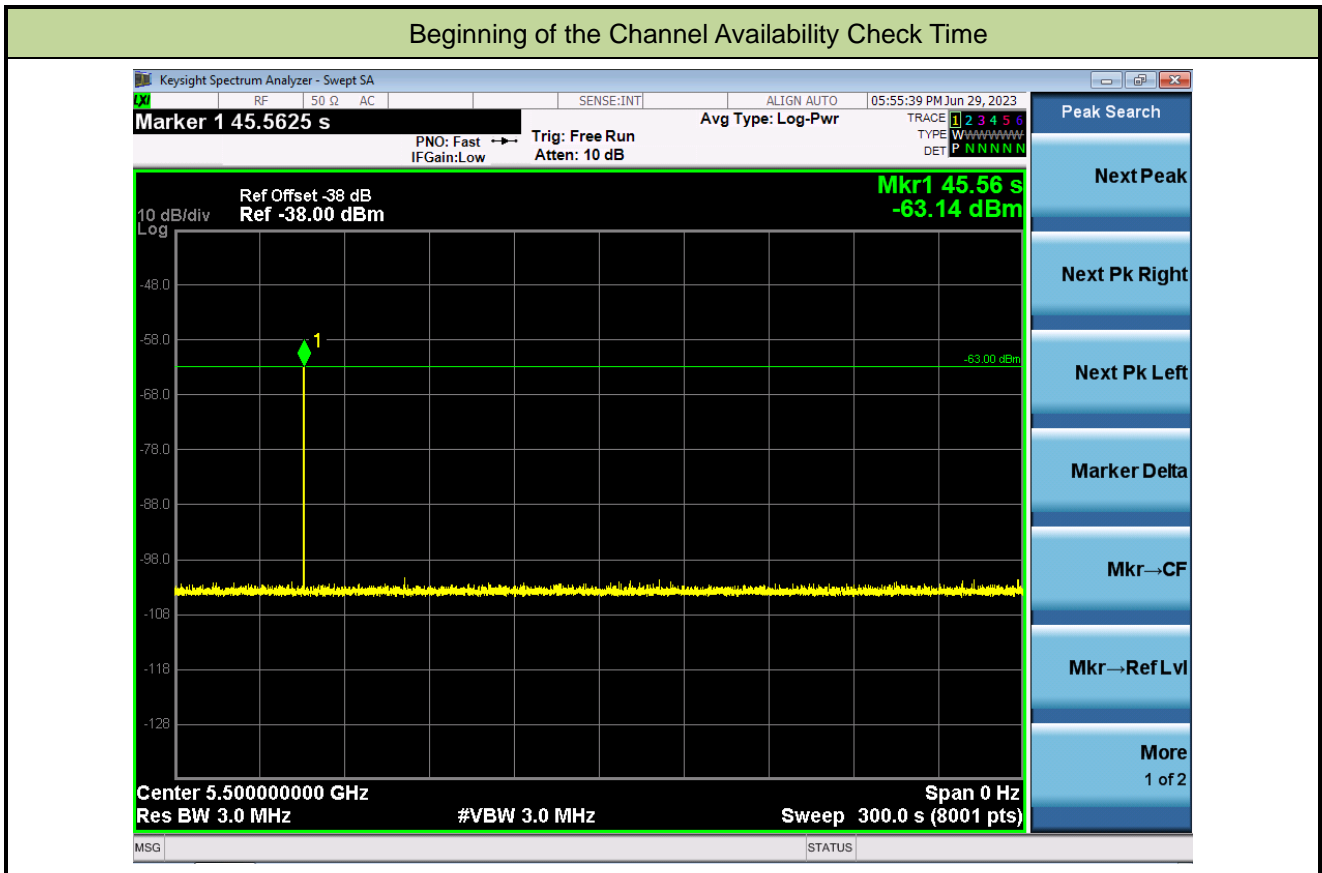 Beginning of the Channel Availability Check Time
Keysight Spectrum Analyzer - Swept SA
LXI RF 50 Ω AC SENSE:INT ALIGN AUTO 05:55:39 PM Jun 29, 2023
Marker 1 45.5625 s
PNO: Fast
IFGain:Low
Trig: Free Run
Atten: 10 dB
Avg Type: Log-Pwr
TRACE 1 2 3 4 5 6
TYPE WWWWWW
DET P N N N N N
Peak Search
Next Peak
Next Pk Right
Next Pk Left
Marker Delta
Mkr→CF
Mkr→Ref Lvl
More
1 of 2
Mkr1 45.56 s
-63.14 dBm
Ref Offset -38 dB
10 dB/div Ref -38.00 dBm
Log
-48.0
-58.0
1
-63.00 dBm
-68.0
-78.0
-88.0
-98.0
-108
-118
-128
Center 5.500000000 GHz Span 0 Hz
Res BW 3.0 MHz #VBW 3.0 MHz Sweep 300.0 s (8001 pts)
MSG STATUS